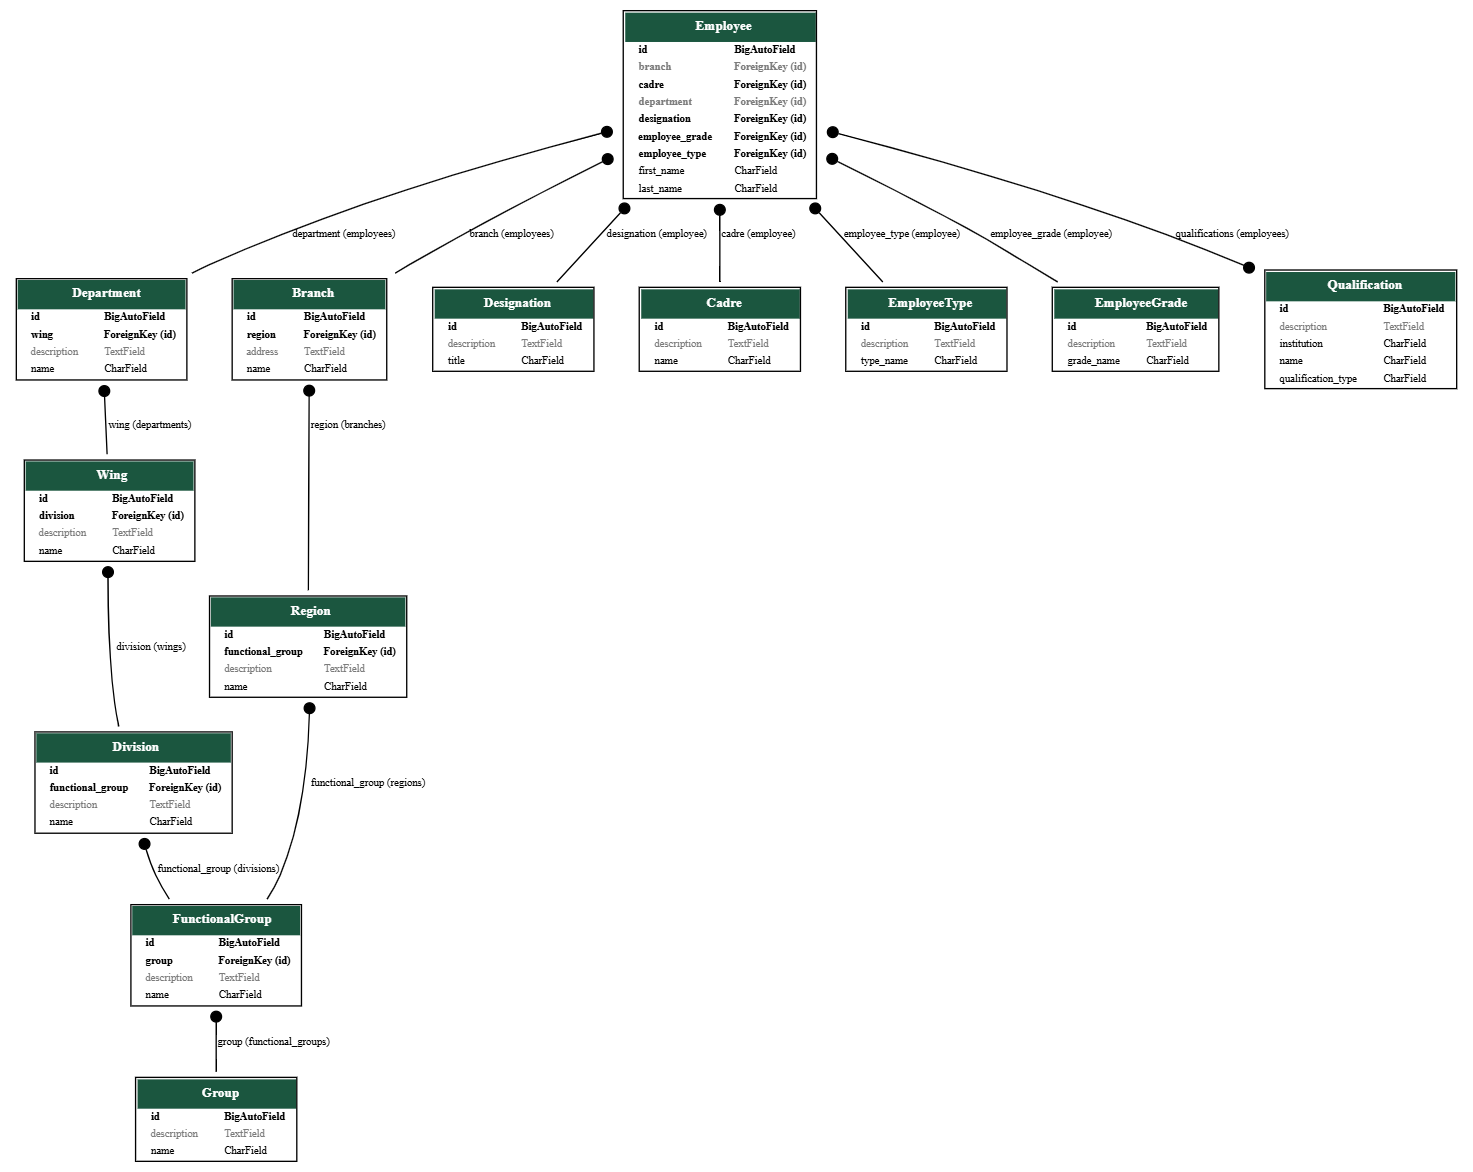 Employee
id BigAutoField
branch ForeignKey (id)
cadre ForeignKey (id)
department ForeignKey (id)
designation ForeignKey (id)
employee_grade ForeignKey (id)
employee_type ForeignKey (id)
first_name CharField
last_name CharField
department (employees)
branch (employees)
designation (employee)
cadre (employee)
employee_type (employee)
employee_grade (employee)
qualifications (employees)
Department
id BigAutoField
wing ForeignKey (id)
description TextField
name CharField
Branch
id BigAutoField
region ForeignKey (id)
address TextField
name CharField
Designation
id BigAutoField
description TextField
title CharField
Cadre
id BigAutoField
description TextField
name CharField
EmployeeType
id BigAutoField
description TextField
type_name CharField
EmployeeGrade
id BigAutoField
description TextField
grade_name CharField
Qualification
id BigAutoField
description TextField
institution CharField
name CharField
qualification_type CharField
wing (departments)
region (branches)
Wing
id BigAutoField
division ForeignKey (id)
description TextField
name CharField
division (wings)
Region
id BigAutoField
functional_group ForeignKey (id)
description TextField
name CharField
Division
id BigAutoField
functional_group ForeignKey (id)
description TextField
name CharField
functional_group (regions)
functional_group (divisions)
FunctionalGroup
id BigAutoField
group ForeignKey (id)
description TextField
name CharField
group (functional_groups)
Group
id BigAutoField
description TextField
name CharField